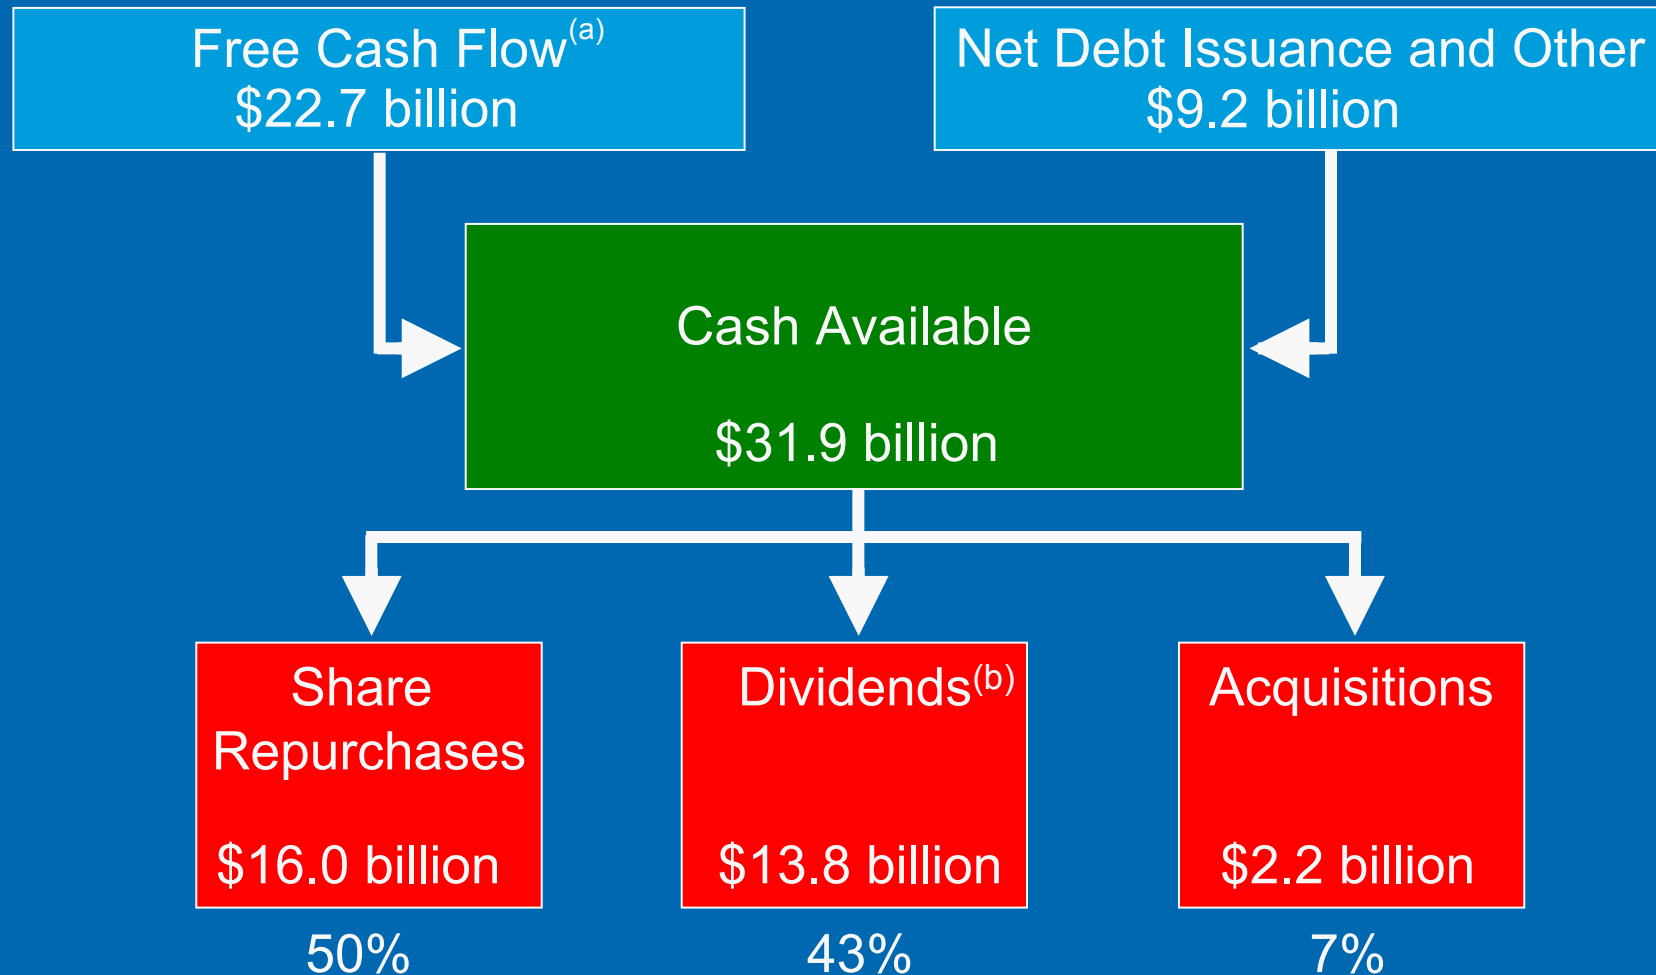 Free Cash Flow(a)
$22.7 billion
Net Debt Issuance and Other
$9.2 billion
Cash Available
$31.9 billion
Share
Repurchases
$16.0 billion
50%
Dividends(b)
$13.8 billion
43%
Acquisitions
$2.2 billion
7%